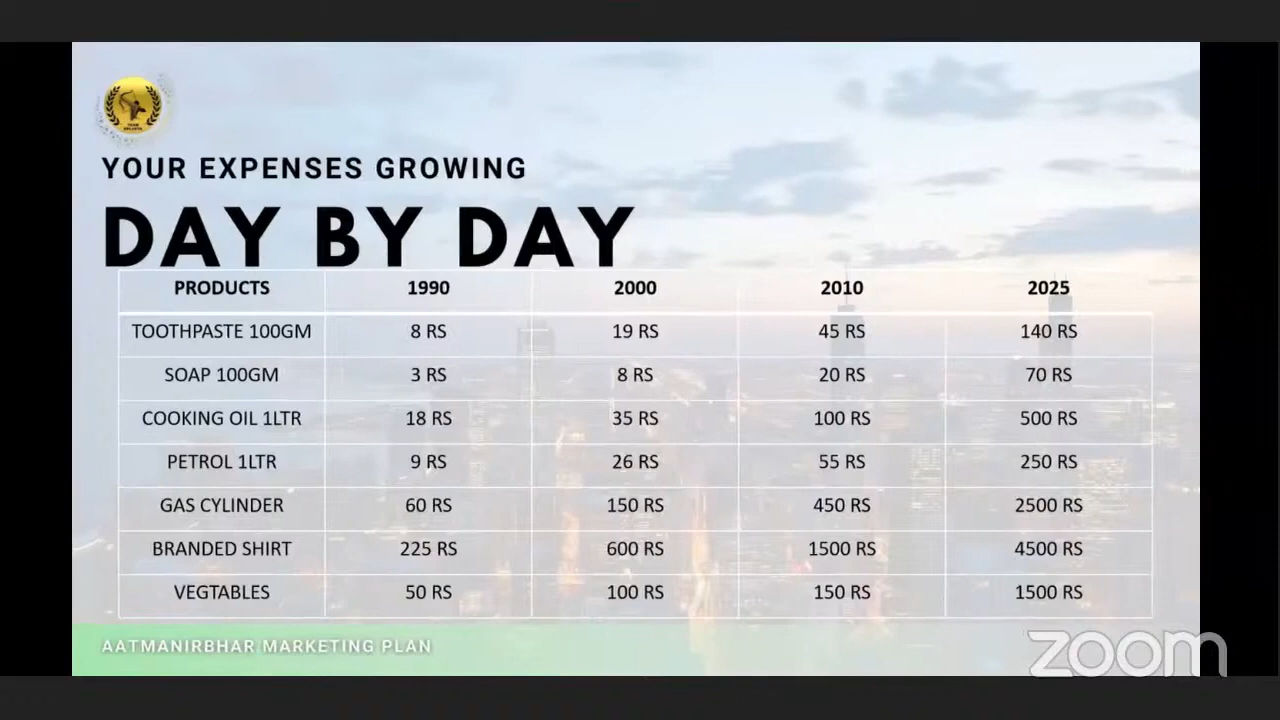 YOUR EXPENSES GROWING
DAY BY DAY
PRODUCTS 1990 2000 2010 2025
TOOTHPASTE 100GM 8 RS 19 RS 45 RS 140 RS
SOAP 100GM 3 RS 8 RS 20 RS 70 RS
COOKING OIL 1LTR 18 RS 35 RS 100 RS 500 RS
PETROL 1LTR 9 RS 26 RS 55 RS 250 RS
GAS CYLINDER 60 RS 150 RS 450 RS 2500 RS
BRANDED SHIRT 225 RS 600 RS 1500 RS 4500 RS
VEGTABLES 50 RS 100 RS 150 RS 1500 RS
AATMANIRBHAR MARKETING PLAN
zoom